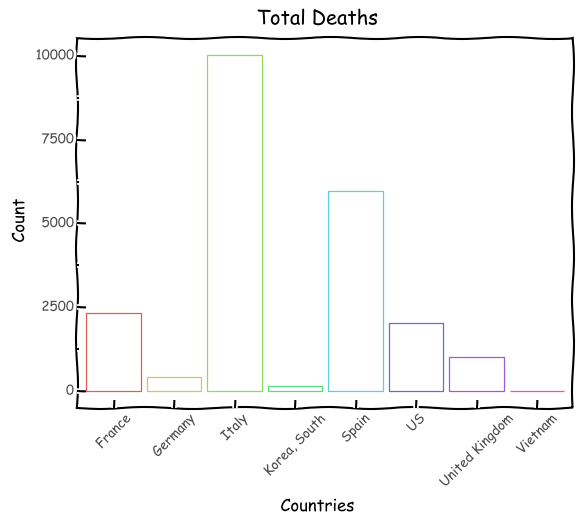 Total Deaths
Count
10000
7500
5000
2500
0
France
Germany
Italy
Korea, South
Spain
US
United Kingdom
Vietnam
Countries